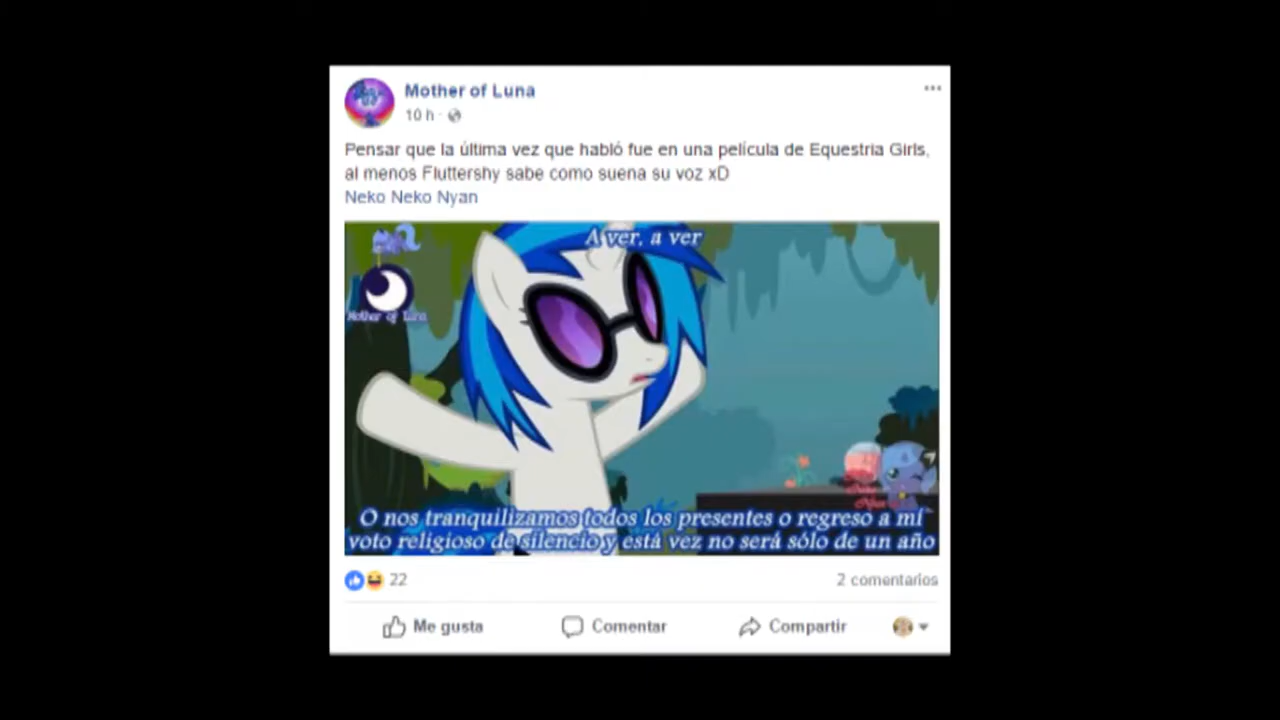 Mother of Luna
10 h ·
Pensar que la última vez que habló fue en una película de Equestria Girls,
al menos Fluttershy sabe como suena su voz xD
Neko Neko Nyan
A ver, a ver
Mother of Luna
O nos tranquilizamos todos los presentes o regreso a mí
voto religioso de silencio y está vez no será sólo de un año
22
2 comentarios
Me gusta
Comentar
Compartir